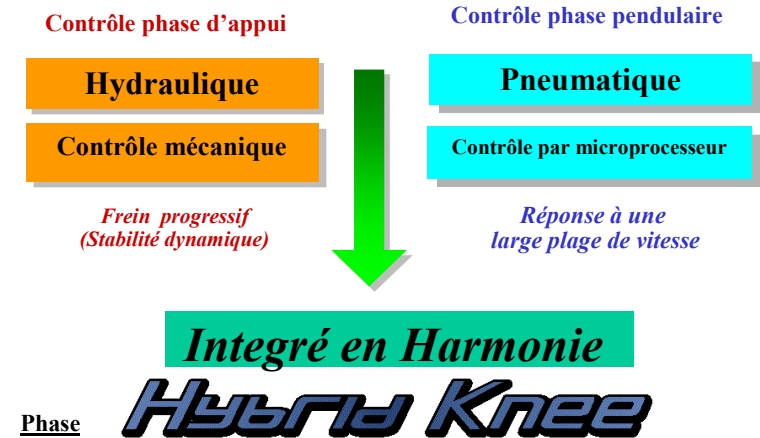 Contrôle phase d'appui
Hydraulique
Contrôle mécanique
Frein progressif
(Stabilité dynamique)
Contrôle phase pendulaire
Pneumatique
Contrôle par microprocesseur
Réponse à une
large plage de vitesse
Integré en Harmonie
Hybrid Knee
Phase